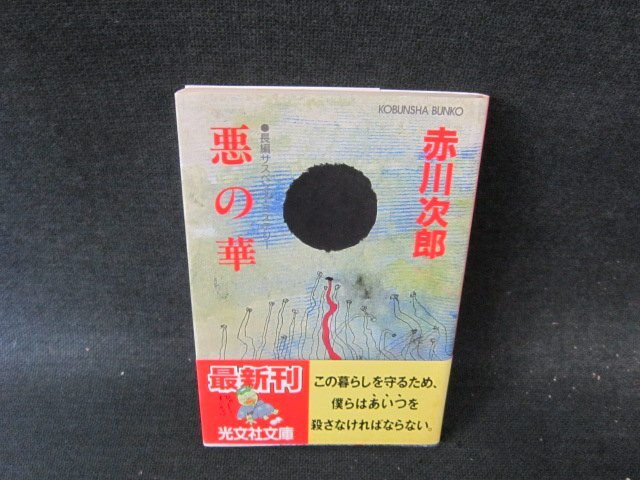 KOBUNSHA BUNKO
赤川次郎
●長編サスペンス
悪の華
最新刊
光文社文庫
この暮らしを守るため、
僕らはあいつを
殺さなければならない。